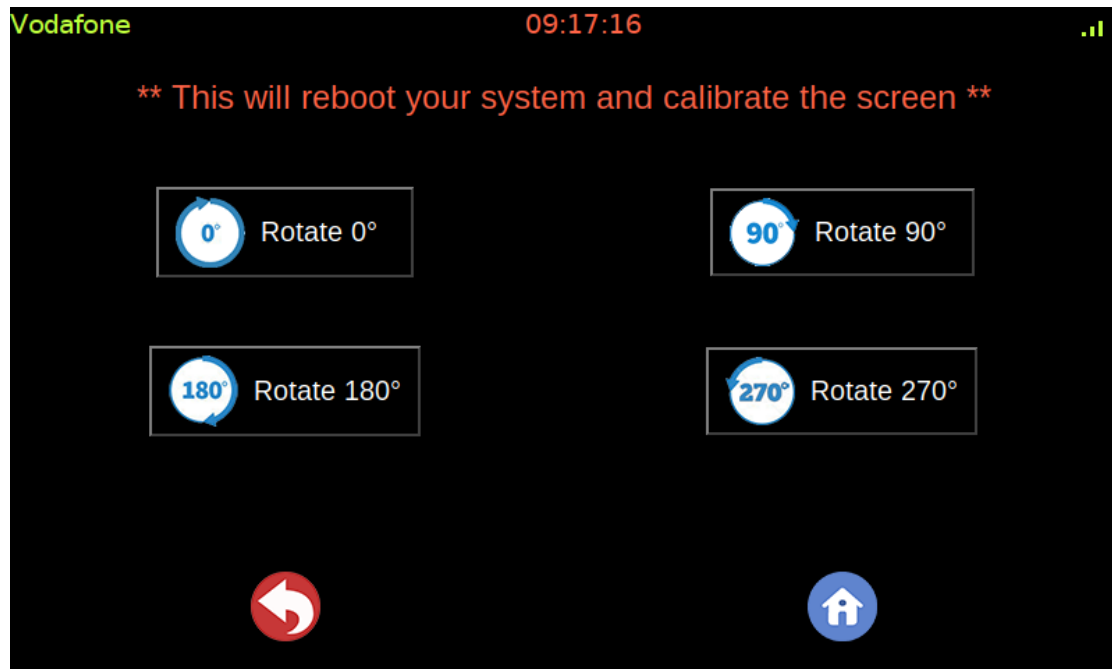 Vodafone 09:17:16
** This will reboot your system and calibrate the screen **
0° Rotate 0°
90° Rotate 90°
180° Rotate 180°
270° Rotate 270°